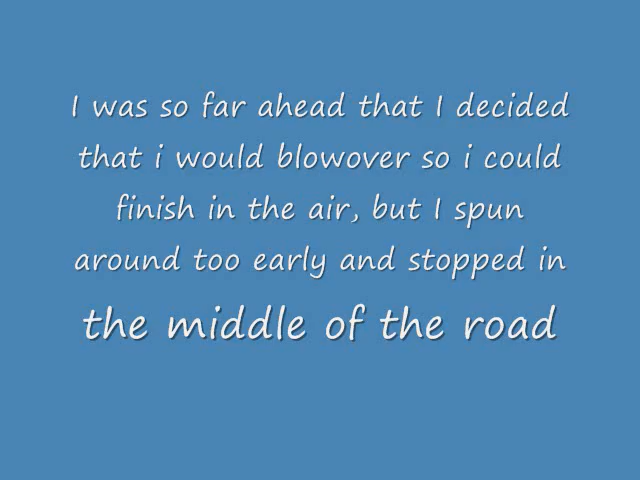 I was so far ahead that I decided
that i would blowover so i could
finish in the air, but I spun
around too early and stopped in
the middle of the road